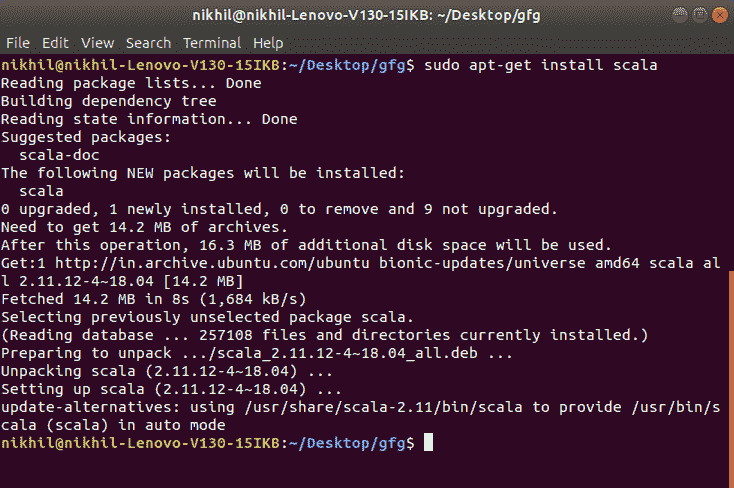 nikhil@nikhil-Lenovo-V130-15IKB: ~/Desktop/gfg
File Edit View Search Terminal Help
nikhil@nikhil-Lenovo-V130-15IKB:~/Desktop/gfg$ sudo apt-get install scala
Reading package lists... Done
Building dependency tree
Reading state information... Done
Suggested packages:
  scala-doc
The following NEW packages will be installed:
  scala
0 upgraded, 1 newly installed, 0 to remove and 9 not upgraded.
Need to get 14.2 MB of archives.
After this operation, 16.3 MB of additional disk space will be used.
Get:1 http://in.archive.ubuntu.com/ubuntu bionic-updates/universe amd64 scala al
l 2.11.12-4~18.04 [14.2 MB]
Fetched 14.2 MB in 8s (1,684 kB/s)
Selecting previously unselected package scala.
(Reading database ... 257108 files and directories currently installed.)
Preparing to unpack .../scala_2.11.12-4~18.04_all.deb ...
Unpacking scala (2.11.12-4~18.04) ...
Setting up scala (2.11.12-4~18.04) ...
update-alternatives: using /usr/share/scala-2.11/bin/scala to provide /usr/bin/s
cala (scala) in auto mode
nikhil@nikhil-Lenovo-V130-15IKB:~/Desktop/gfg$